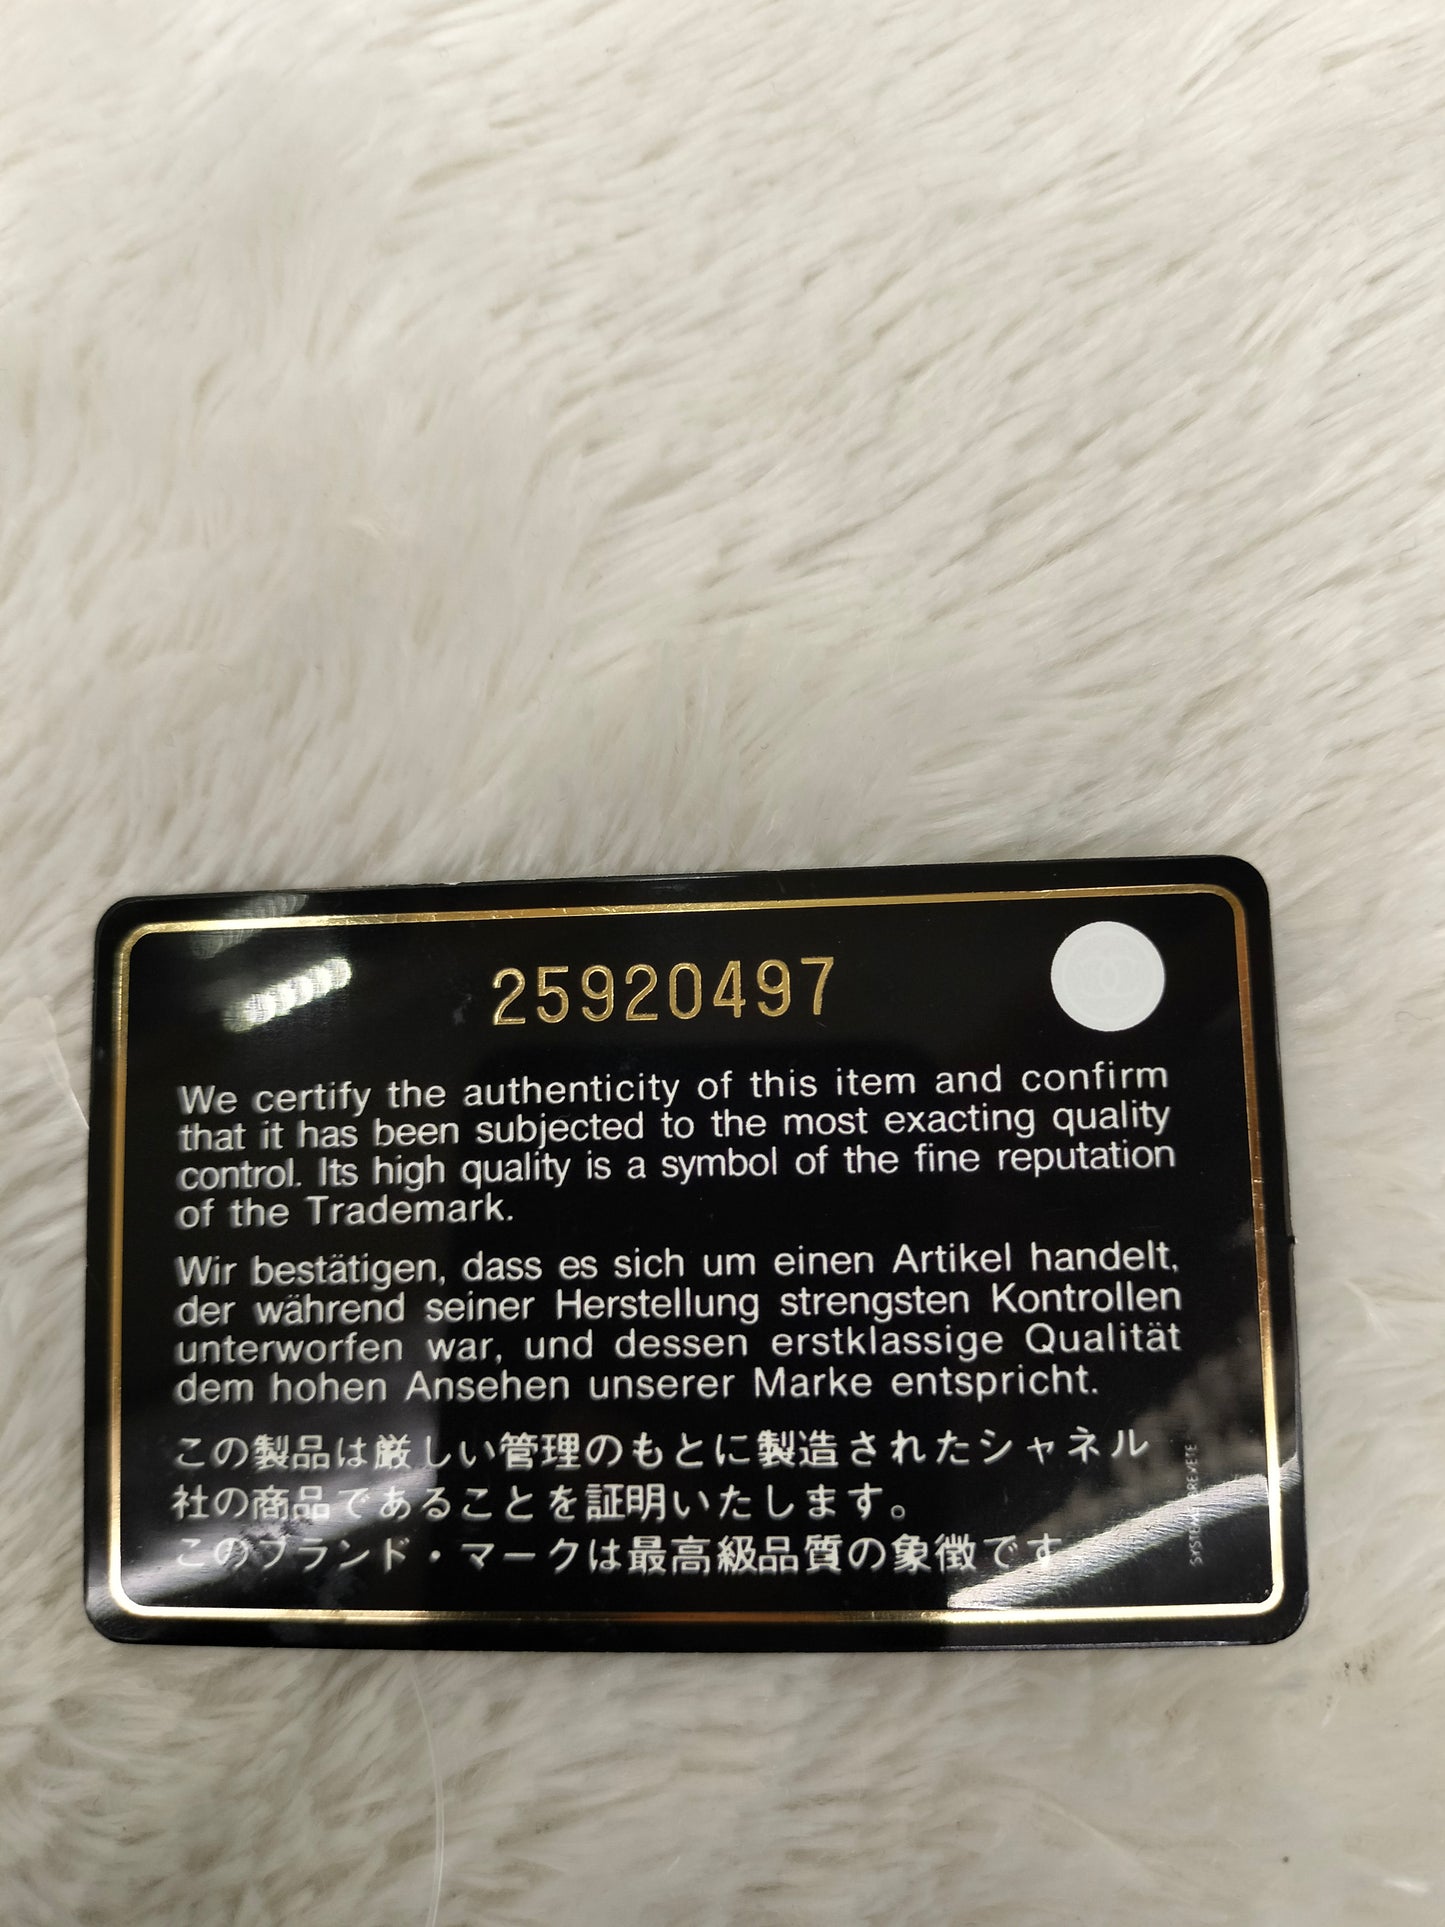 25920497
We certify the authenticity of this item and confirm
that it has been subjected to the most exacting quality
control. Its high quality is a symbol of the fine reputation
of the Trademark.
Wir bestätigen, dass es sich um einen Artikel handelt,
der während seiner Herstellung strengsten Kontrollen
unterworfen war, und dessen erstklassige Qualität
dem hohen Ansehen unserer Marke entspricht.
この製品は厳しい管理のもとに製造されたシャネル
社の商品であることを証明いたします。
このブランド・マークは最高級品質の象徴です
BREVETE